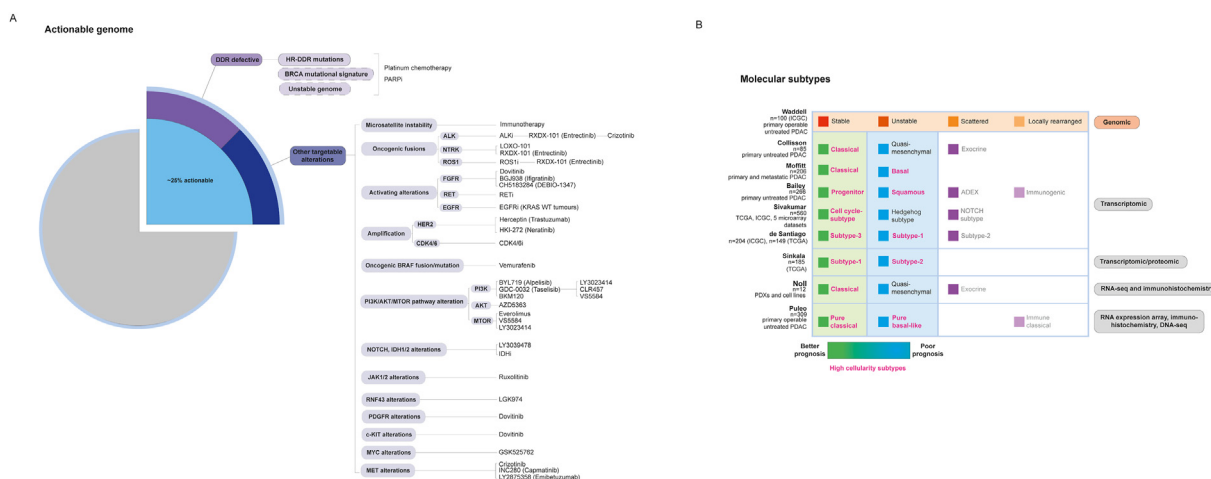 A
Actionable genome
DDR defective
HR-DDR mutations
BRCA mutational signature
Unstable genome
Platinum chemotherapy
PARPi
~25% actionable
Other targetable
alterations
Microsatellite instability
Immunotherapy
Oncogenic fusions
ALK
ALKi
RXDX-101 (Entrectinib)
Crizotinib
NTRK
LOXO-101
RXDX-101 (Entrectinib)
ROS1
ROS1i
RXDX-101 (Entrectinib)
Activating alterations
FGFR
Dovitinib
BGJ938 (Ifigratinib)
CH5183284 (DEBIO-1347)
RET
RETi
EGFR
EGFRi (KRAS WT tumours)
Amplification
HER2
Herceptin (Trastuzumab)
HKI-272 (Neratinib)
CDK4/6
CDK4/6i
Oncogenic BRAF fusion/mutation
Vemurafenib
PI3K/AKT/MTOR pathway alteration
PI3K
BYL719 (Alpelisib)
GDC-0032 (Taselisib)
BKM120
LY3023414
CLR457
VS5584
AKT
AZD5363
MTOR
Everolimus
VS5584
LY3023414
NOTCH, IDH1/2 alterations
LY3039478
IDHi
JAK1/2 alterations
Ruxolitinib
RNF43 alterations
LGK974
PDGFR alterations
Dovitinib
c-KIT alterations
Dovitinib
MYC alterations
GSK525762
MET alterations
Crizotinib
INC280 (Capmatinib)
LY2875358 (Emibetuzumab)
B
Molecular subtypes
Waddell
n=100 (ICGC)
primary operable
untreated PDAC
Stable
Unstable
Scattered
Locally rearranged
Genomic
Collisson
n=85
primary untreated PDAC
Classical
Quasi-
mesenchymal
Exocrine
Moffitt
n=206
primary and metastatic PDAC
Classical
Basal
Bailey
n=266
primary untreated PDAC
Progenitor
Squamous
ADEX
Immunogenic
Transcriptomic
Sivakumar
n=560
TCGA, ICGC, 5 microarray
datasets
Cell cycle-
subtype
Hedgehog
subtype
NOTCH
subtype
de Santiago
n=204 (ICGC), n=149 (TCGA)
Subtype-3
Subtype-1
Subtype-2
Sinkala
n=185
(TCGA)
Subtype-1
Subtype-2
Transcriptomic/proteomic
Noll
n=12
PDXs and cell lines
Classical
Quasi-
mesenchymal
Exocrine
RNA-seq and immunohistochemistry
Puleo
n=309
primary operable
untreated PDAC
Pure
classical
Pure
basal-like
Immune
classical
RNA expression array, immuno-
histochemistry, DNA-seq
Better
prognosis
Poor
prognosis
High cellularity subtypes